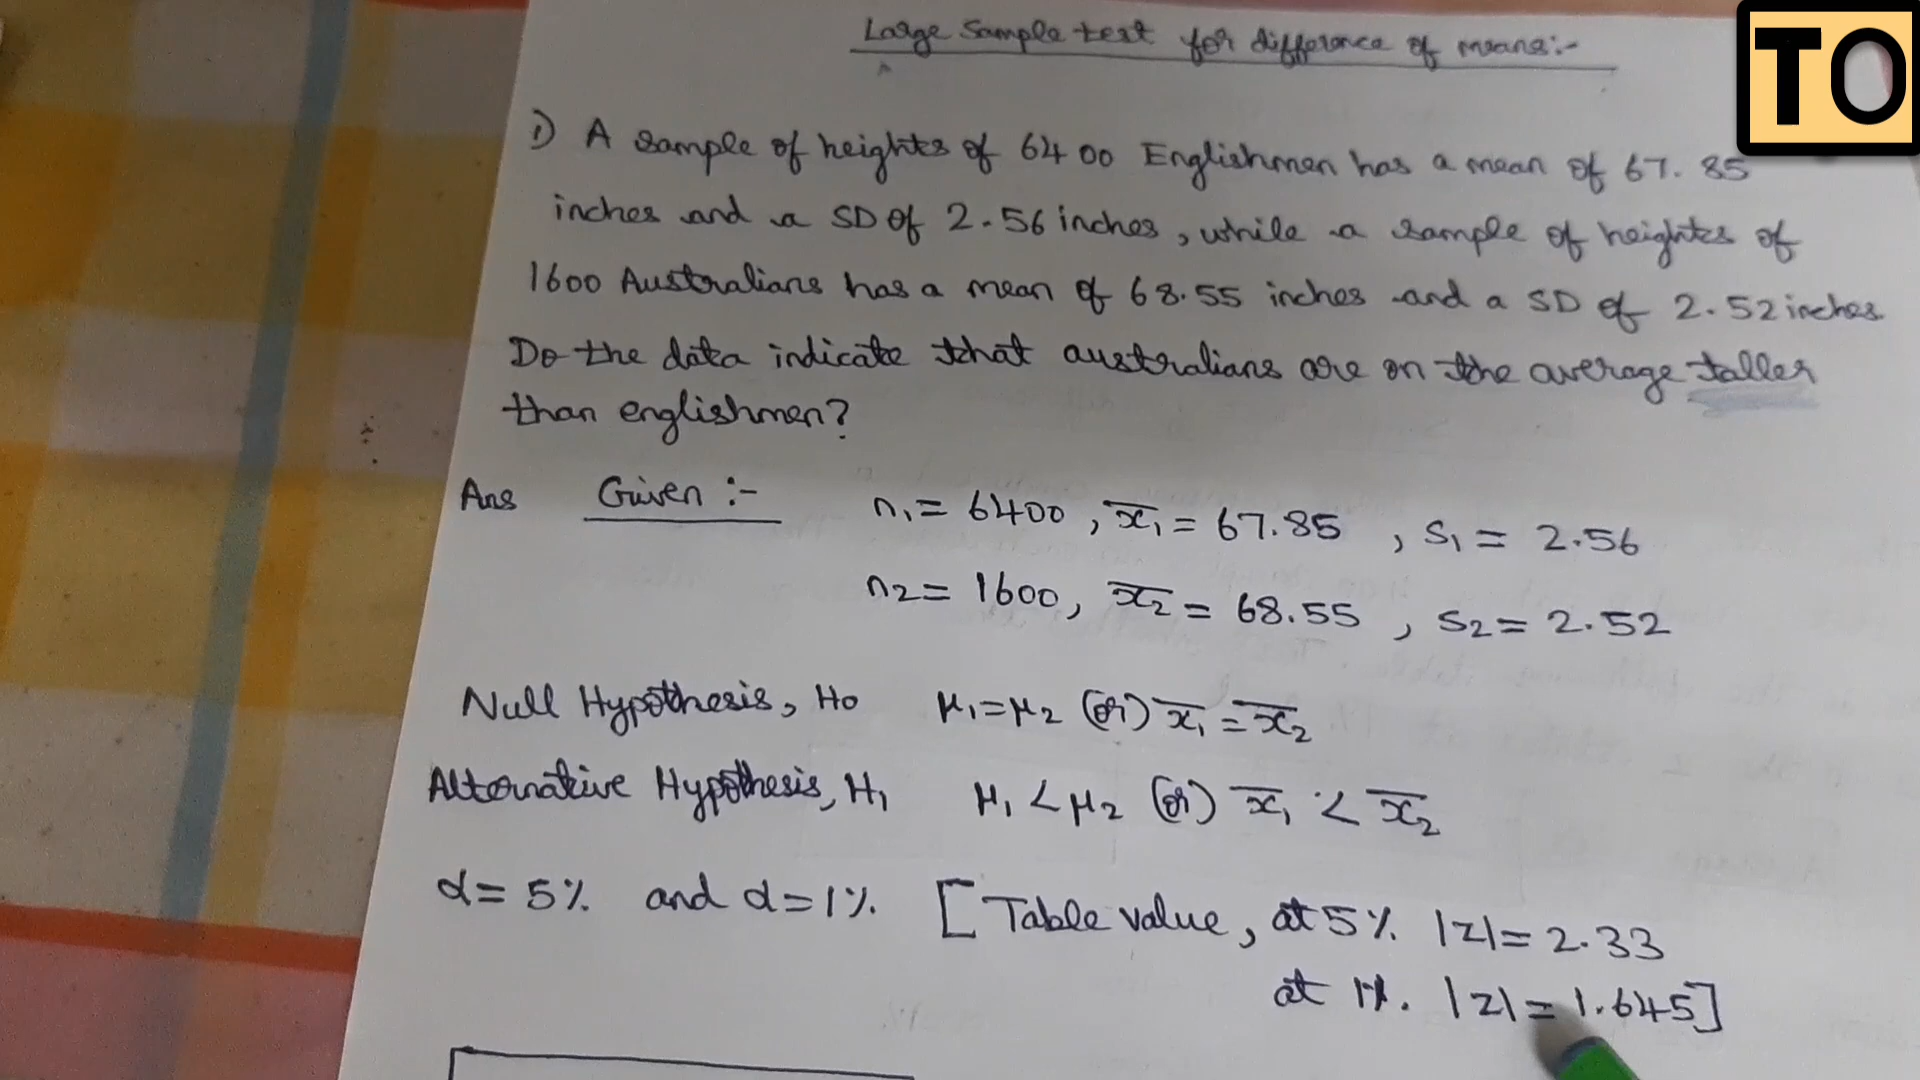 Large Sample test for difference of means:-
TO
1) A sample of heights of 6400 Englishmen has a mean of 67.85
inches and a SD of 2.56 inches, while a sample of heights of
1600 Australians has a mean of 68.55 inches and a SD of 2.52 inches.
Do the data indicate that australians are on the average taller
than englishmen?
Ans Given :- n₁ = 6400, x̄₁ = 67.85, s₁ = 2.56
n₂ = 1600, x̄₂ = 68.55, s₂ = 2.52
Null Hypothesis, H₀ μ₁ = μ₂ (or) x̄₁ = x̄₂
Alternative Hypothesis, H₁ μ₁ < μ₂ (or) x̄₁ < x̄₂
α = 5% and α = 1% [Table value, at 5% |z| = 2.33
at 1%. |z| = 1.645]